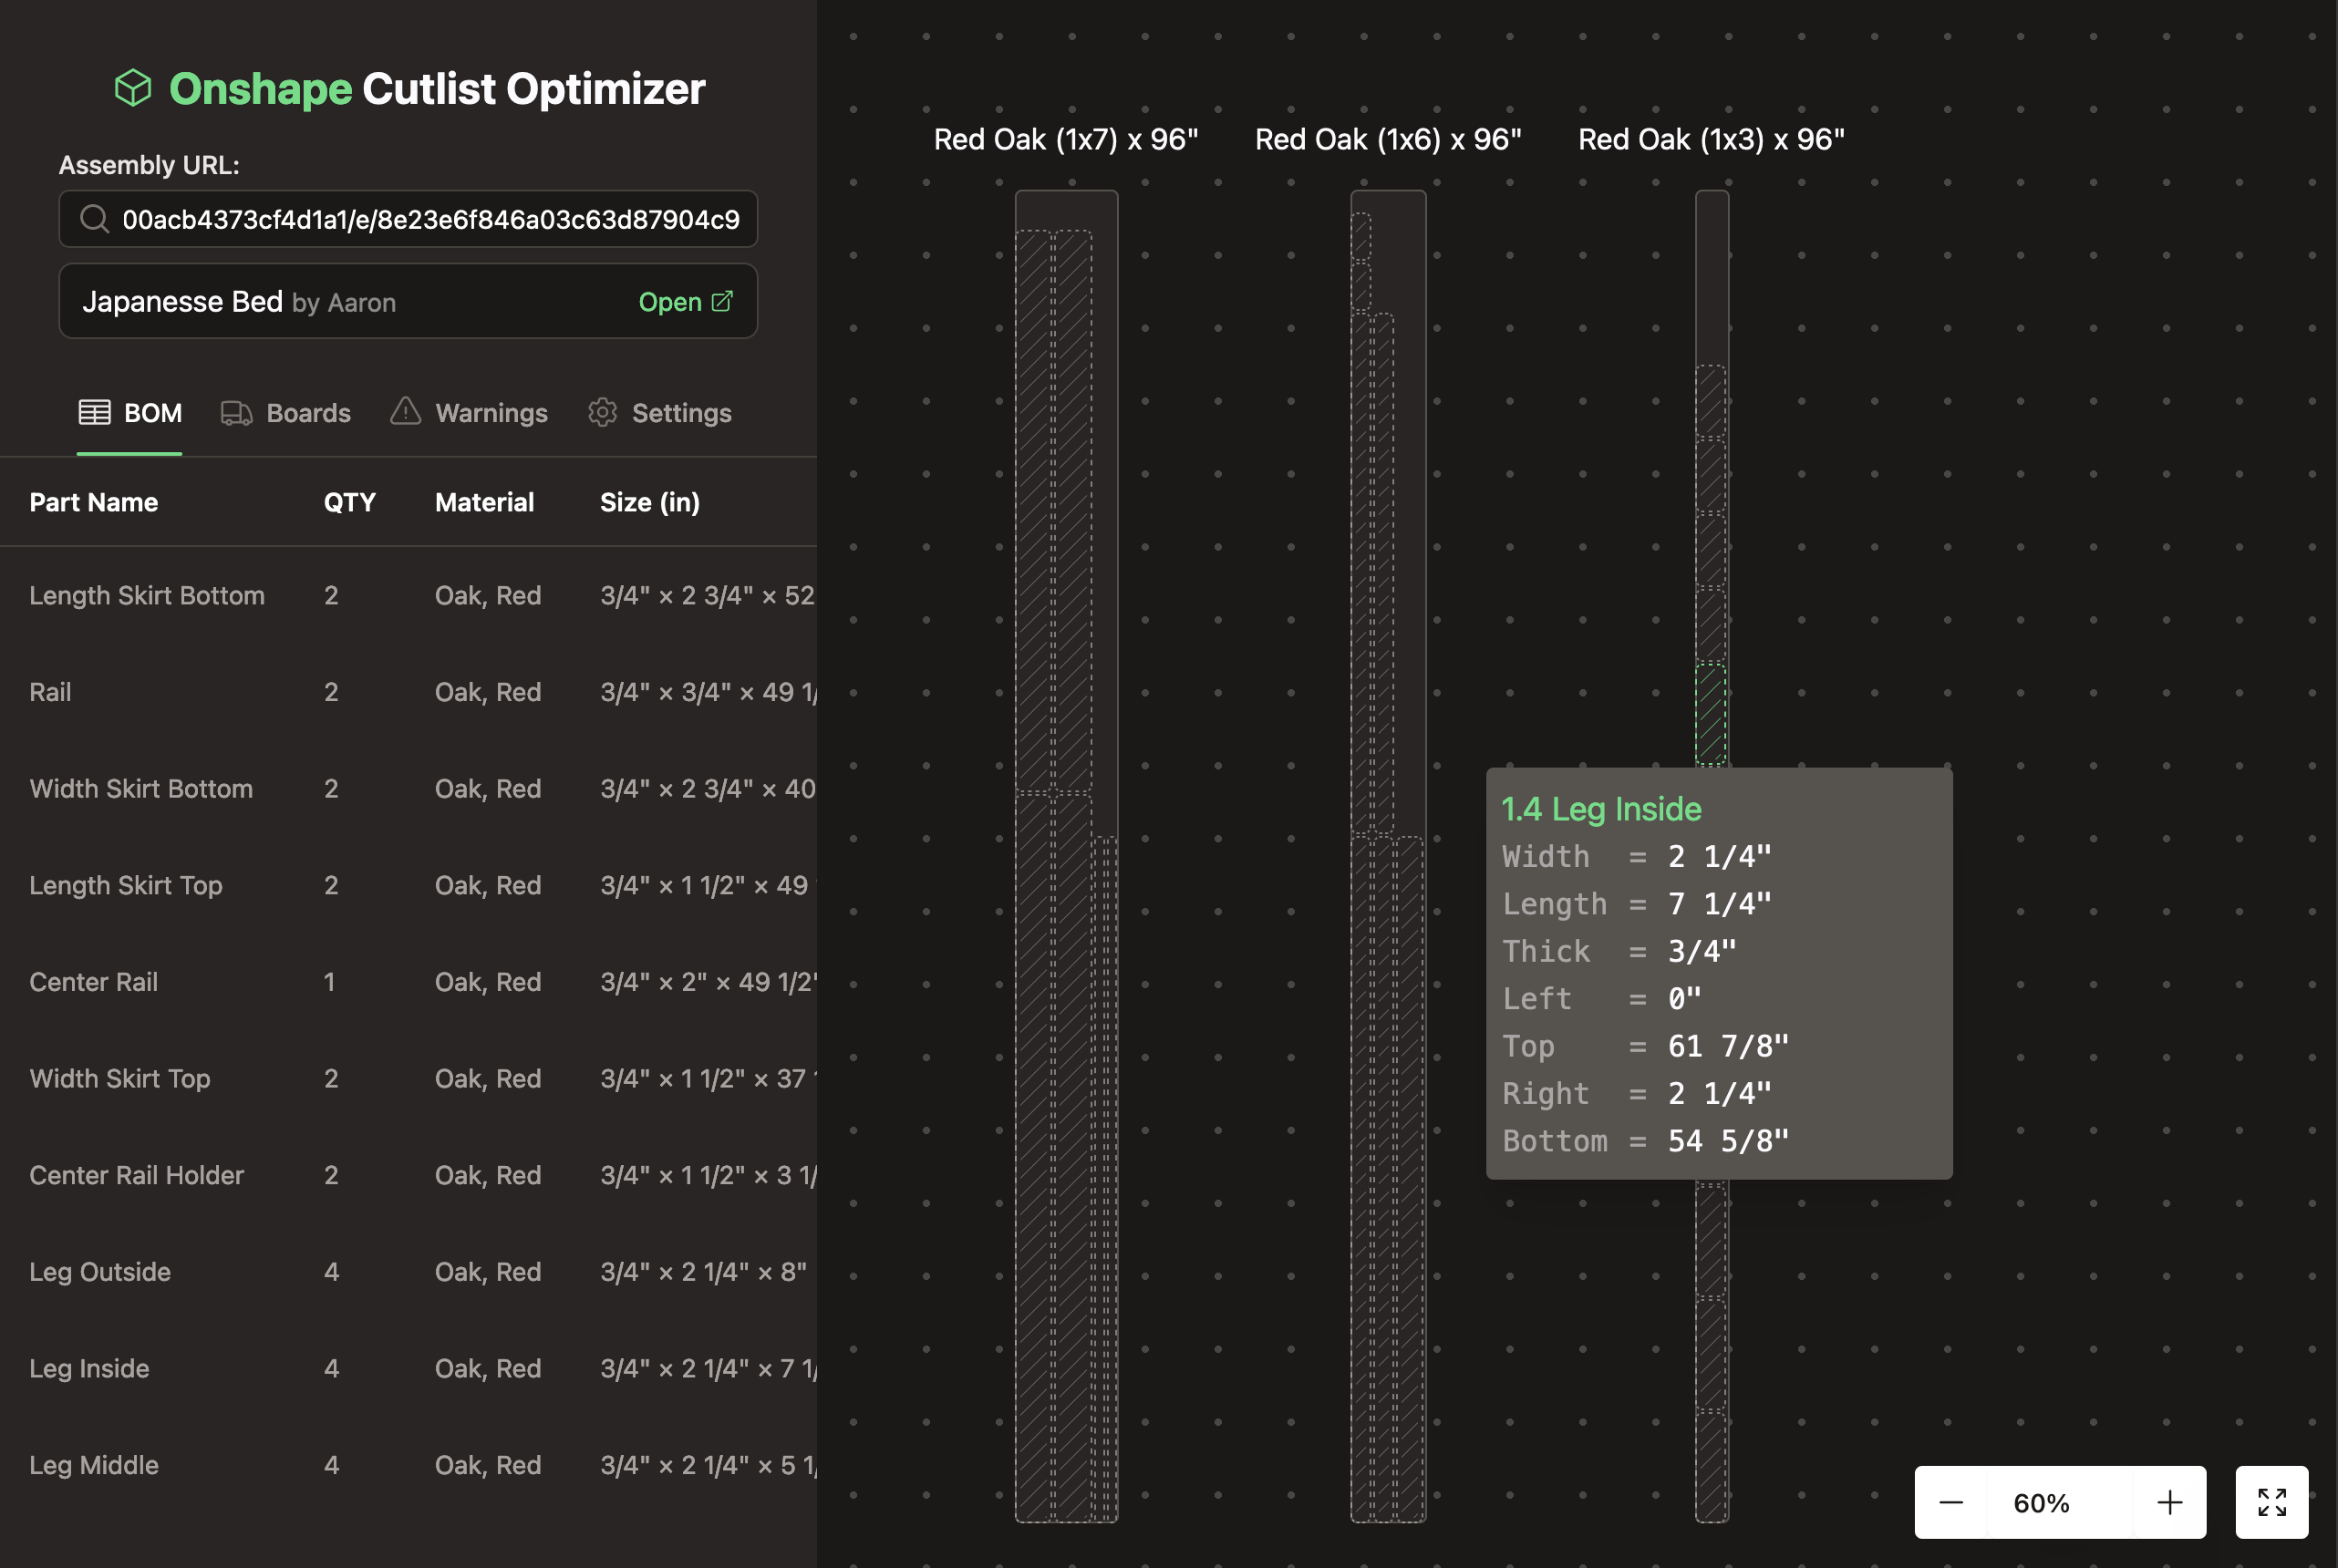 Onshape Cutlist Optimizer
Assembly URL:
00acb4373cf4d1a1/e/8e23e6f846a03c63d87904c9
Japanesse Bed by Aaron Open
BOM Boards Warnings Settings
Part Name QTY Material Size (in)
Length Skirt Bottom 2 Oak, Red 3/4" × 2 3/4" × 52
Rail 2 Oak, Red 3/4" × 3/4" × 49 1/
Width Skirt Bottom 2 Oak, Red 3/4" × 2 3/4" × 40
Length Skirt Top 2 Oak, Red 3/4" × 1 1/2" × 49
Center Rail 1 Oak, Red 3/4" × 2" × 49 1/2"
Width Skirt Top 2 Oak, Red 3/4" × 1 1/2" × 37
Center Rail Holder 2 Oak, Red 3/4" × 1 1/2" × 3 1/
Leg Outside 4 Oak, Red 3/4" × 2 1/4" × 8"
Leg Inside 4 Oak, Red 3/4" × 2 1/4" × 7 1/
Leg Middle 4 Oak, Red 3/4" × 2 1/4" × 5 1/
Red Oak (1x7) x 96" Red Oak (1x6) x 96" Red Oak (1x3) x 96"
1.4 Leg Inside
Width = 2 1/4"
Length = 7 1/4"
Thick = 3/4"
Left = 0"
Top = 61 7/8"
Right = 2 1/4"
Bottom = 54 5/8"
60%